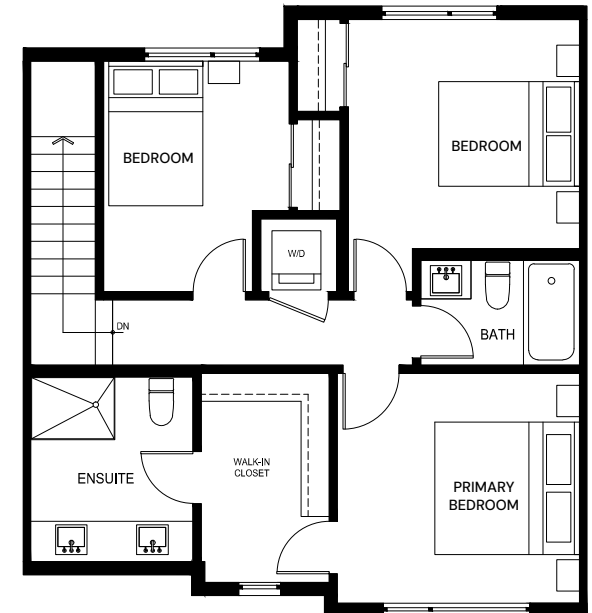 BEDROOM
BEDROOM
W/D
DN
BATH
WALK-IN
CLOSET
ENSUITE
PRIMARY
BEDROOM